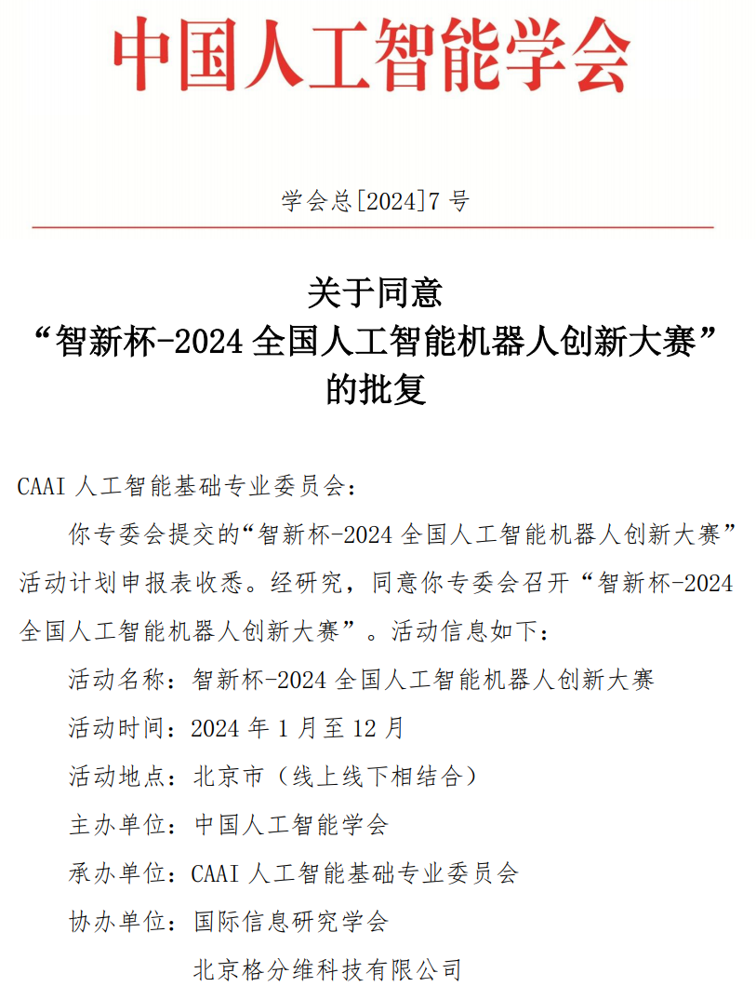 中国人工智能学会
学会总[2024]7 号
关于同意
“智新杯-2024 全国人工智能机器人创新大赛”
的批复
CAAI 人工智能基础专业委员会：
你专委会提交的“智新杯-2024 全国人工智能机器人创新大赛”
活动计划申报表收悉。经研究，同意你专委会召开“智新杯-2024
全国人工智能机器人创新大赛”。活动信息如下：
活动名称：智新杯-2024 全国人工智能机器人创新大赛
活动时间：2024 年 1 月至 12 月
活动地点：北京市（线上线下相结合）
主办单位：中国人工智能学会
承办单位：CAAI 人工智能基础专业委员会
协办单位：国际信息研究学会
北京格分维科技有限公司